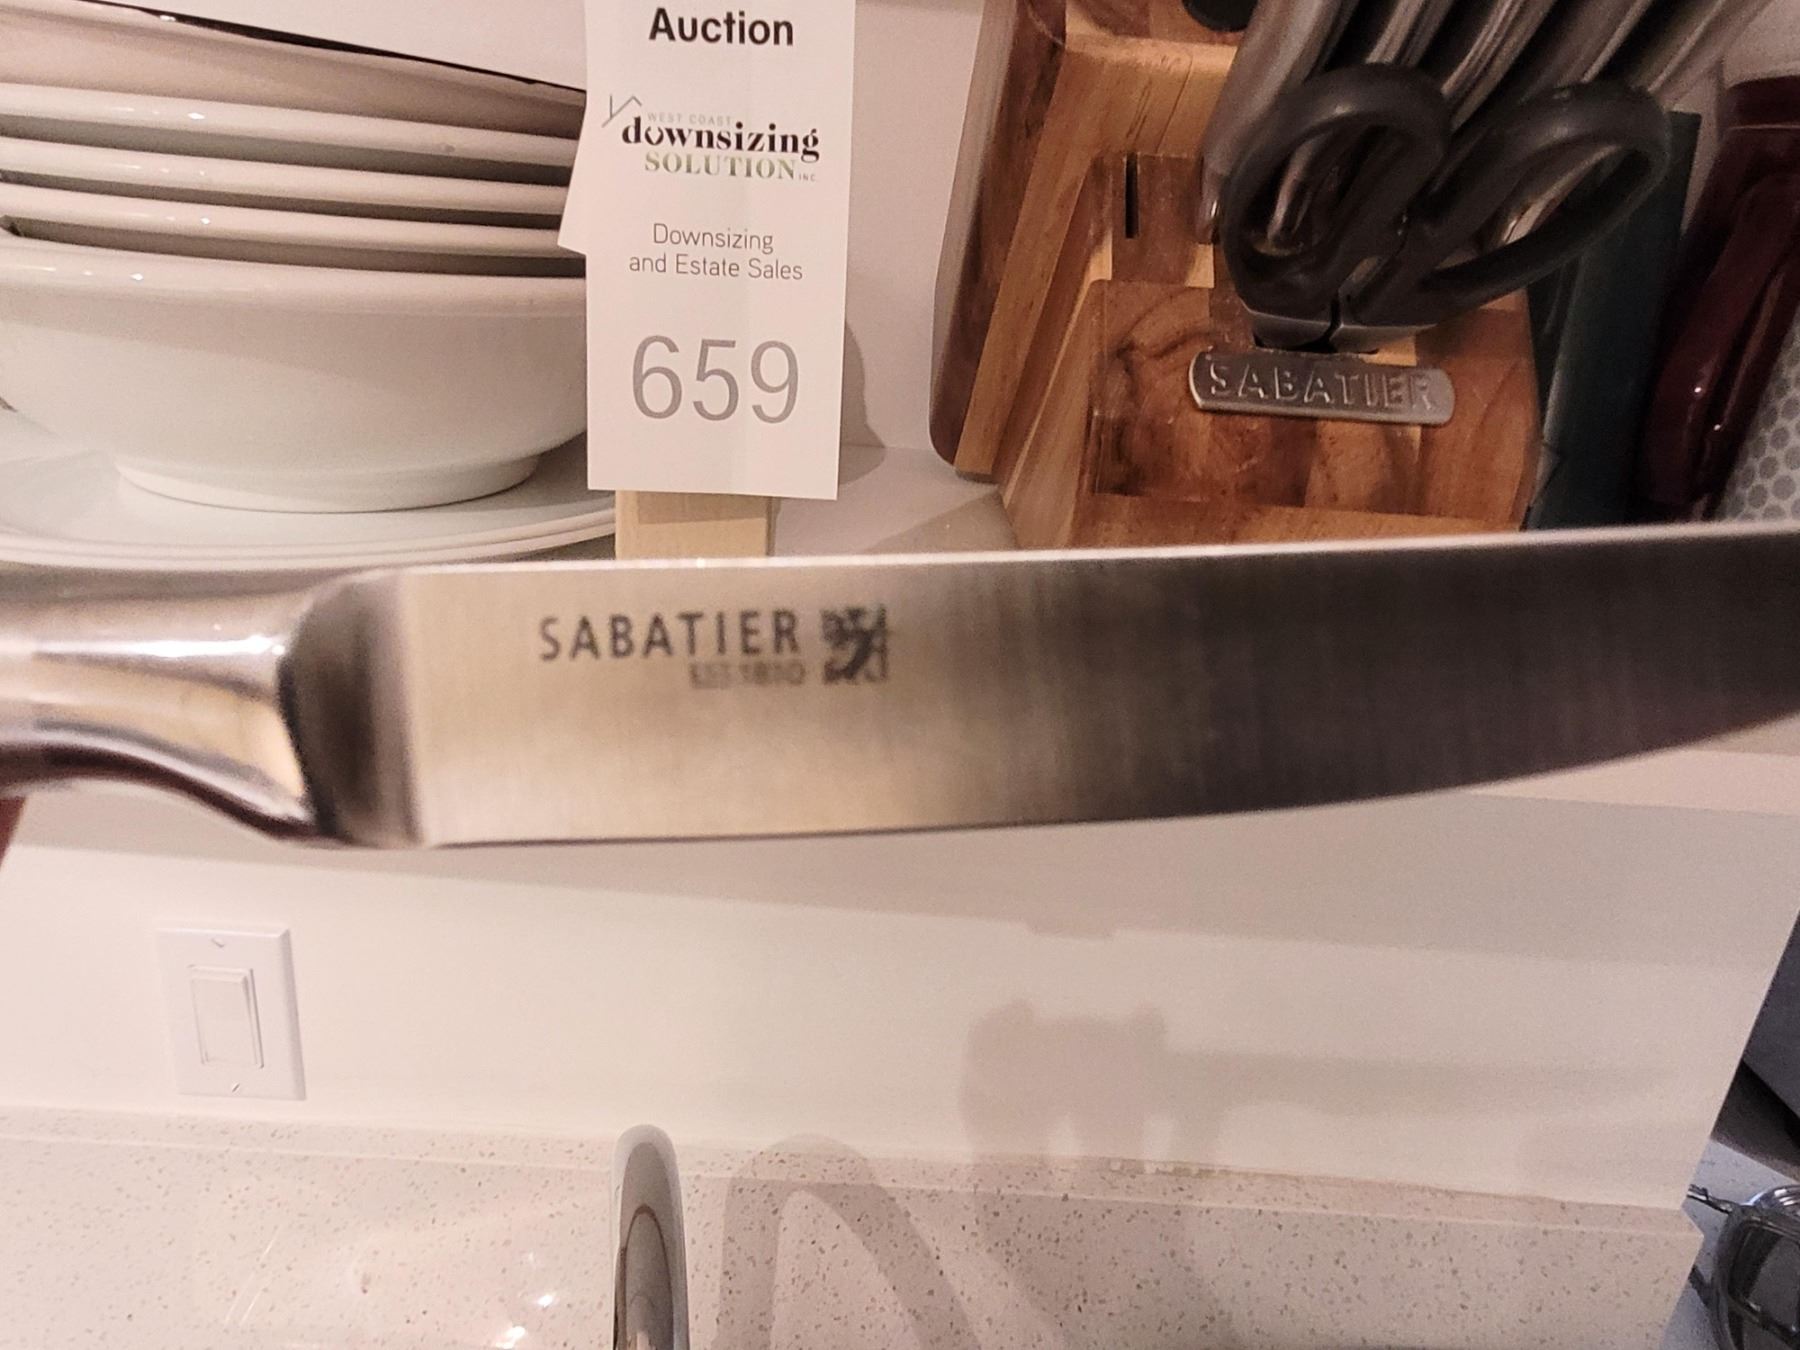 Auction
WEST COAST
downsizing
SOLUTION INC.
Downsizing
and Estate Sales
659
SABATIER
SABATIER
EST 1810